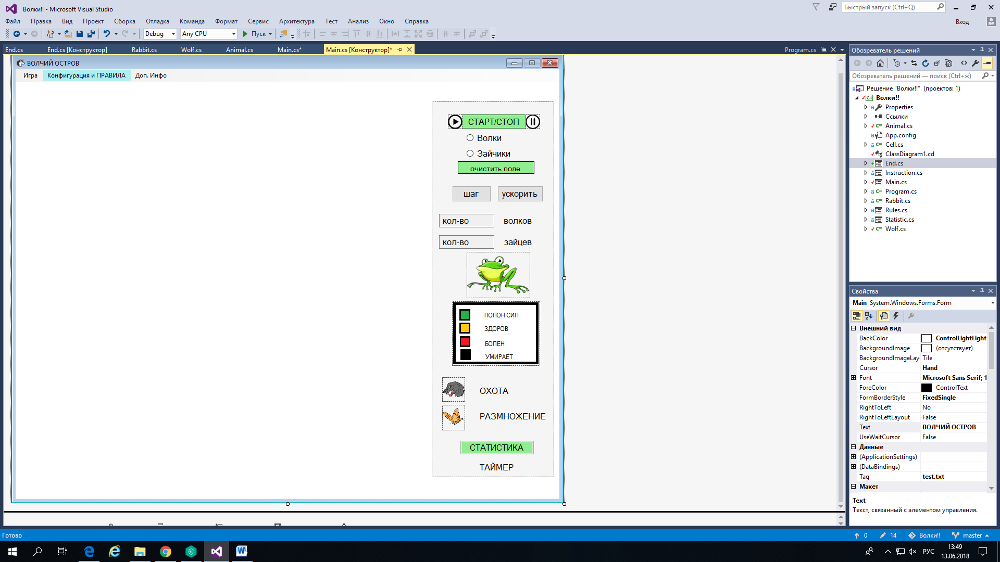 Волки!! - Microsoft Visual Studio
Быстрый запуск (Ctrl+Q)
Файл Правка Вид Проект Сборка Отладка Команда Формат Сервис Архитектура Тест Анализ Окно Справка
Вход
Debug Any CPU Пуск
End.cs End.cs [Конструктор] Rabbit.cs Wolf.cs Animal.cs Main.cs* Main.cs [Конструктор]* Program.cs
ВОЛЧИЙ ОСТРОВ
Игра Конфигурация и ПРАВИЛА Доп. Инфо
СТАРТ/СТОП
Волки
Зайчики
очистить поле
шаг ускорить
кол-во волков
кол-во зайцев
ПОЛОН СИЛ
ЗДОРОВ
БОЛЕН
УМИРАЕТ
ОХОТА
РАЗМНОЖЕНИЕ
СТАТИСТИКА
ТАЙМЕР
Обозреватель решений
Обозреватель решений — поиск (Ctrl+ж)
Решение "Волки!!" (проектов: 1)
Волки!!
Properties
Ссылки
Animal.cs
App.config
Cell.cs
ClassDiagram1.cd
End.cs
Instruction.cs
Main.cs
Program.cs
Rabbit.cs
Rules.cs
Statistic.cs
Wolf.cs
Свойства
Main System.Windows.Forms.Form
Внешний вид
BackColor ControlLightLight
BackgroundImage (отсутствует)
BackgroundImageLay Tile
Cursor Hand
Font Microsoft Sans Serif; 1
ForeColor ControlText
FormBorderStyle FixedSingle
RightToLeft No
RightToLeftLayout False
Text ВОЛЧИЙ ОСТРОВ
UseWaitCursor False
Данные
(ApplicationSettings)
(DataBindings)
Tag test.txt
Макет
Text
Текст, связанный с элементом управления.
Готово
0 14 Волки!! master
РУС
13:49
13.06.2018